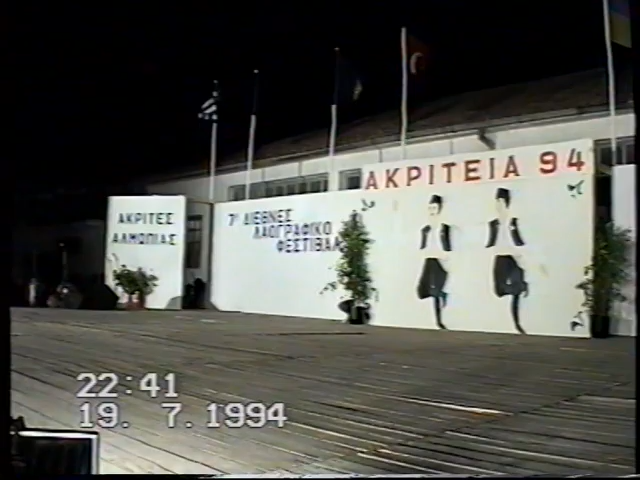 ΑΚΡΙΤΕΣ
ΑΛΜΩΠΙΑΣ
7ο ΔΙΕΘΝΕΣ
ΛΑΟΓΡΑΦΙΚΟ
ΦΕΣΤΙΒΑΛ
ΑΚΡΙΤΕΙΑ 94
22:41
19. 7.1994